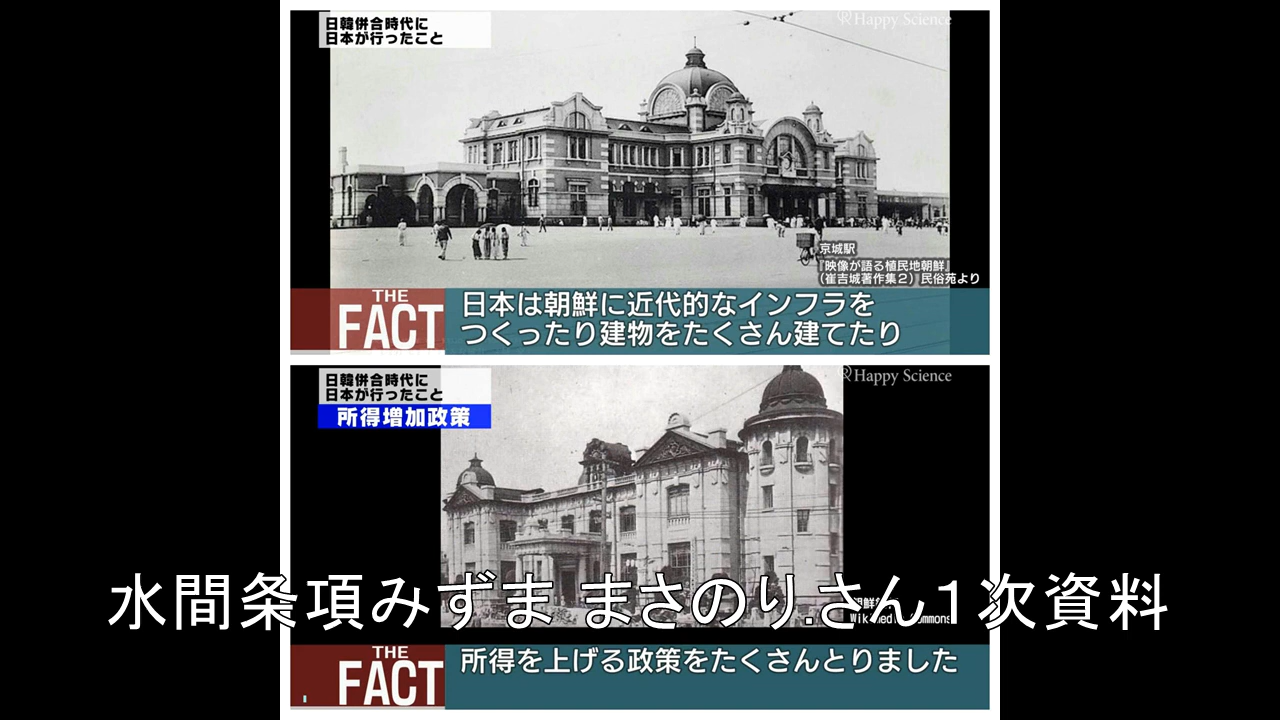 日韓併合時代に
日本が行ったこと
Happy Science
京城駅
『映像が語る植民地朝鮮』
(崔吉城著作集2) 民俗苑より
THE
FACT
日本は朝鮮に近代的なインフラを
つくったり建物をたくさん建てたり
日韓併合時代に
日本が行ったこと
所得増加政策
Happy Science
水間条項みずま まさのり.さん1次資料
THE
FACT
所得を上げる政策をたくさんとりました